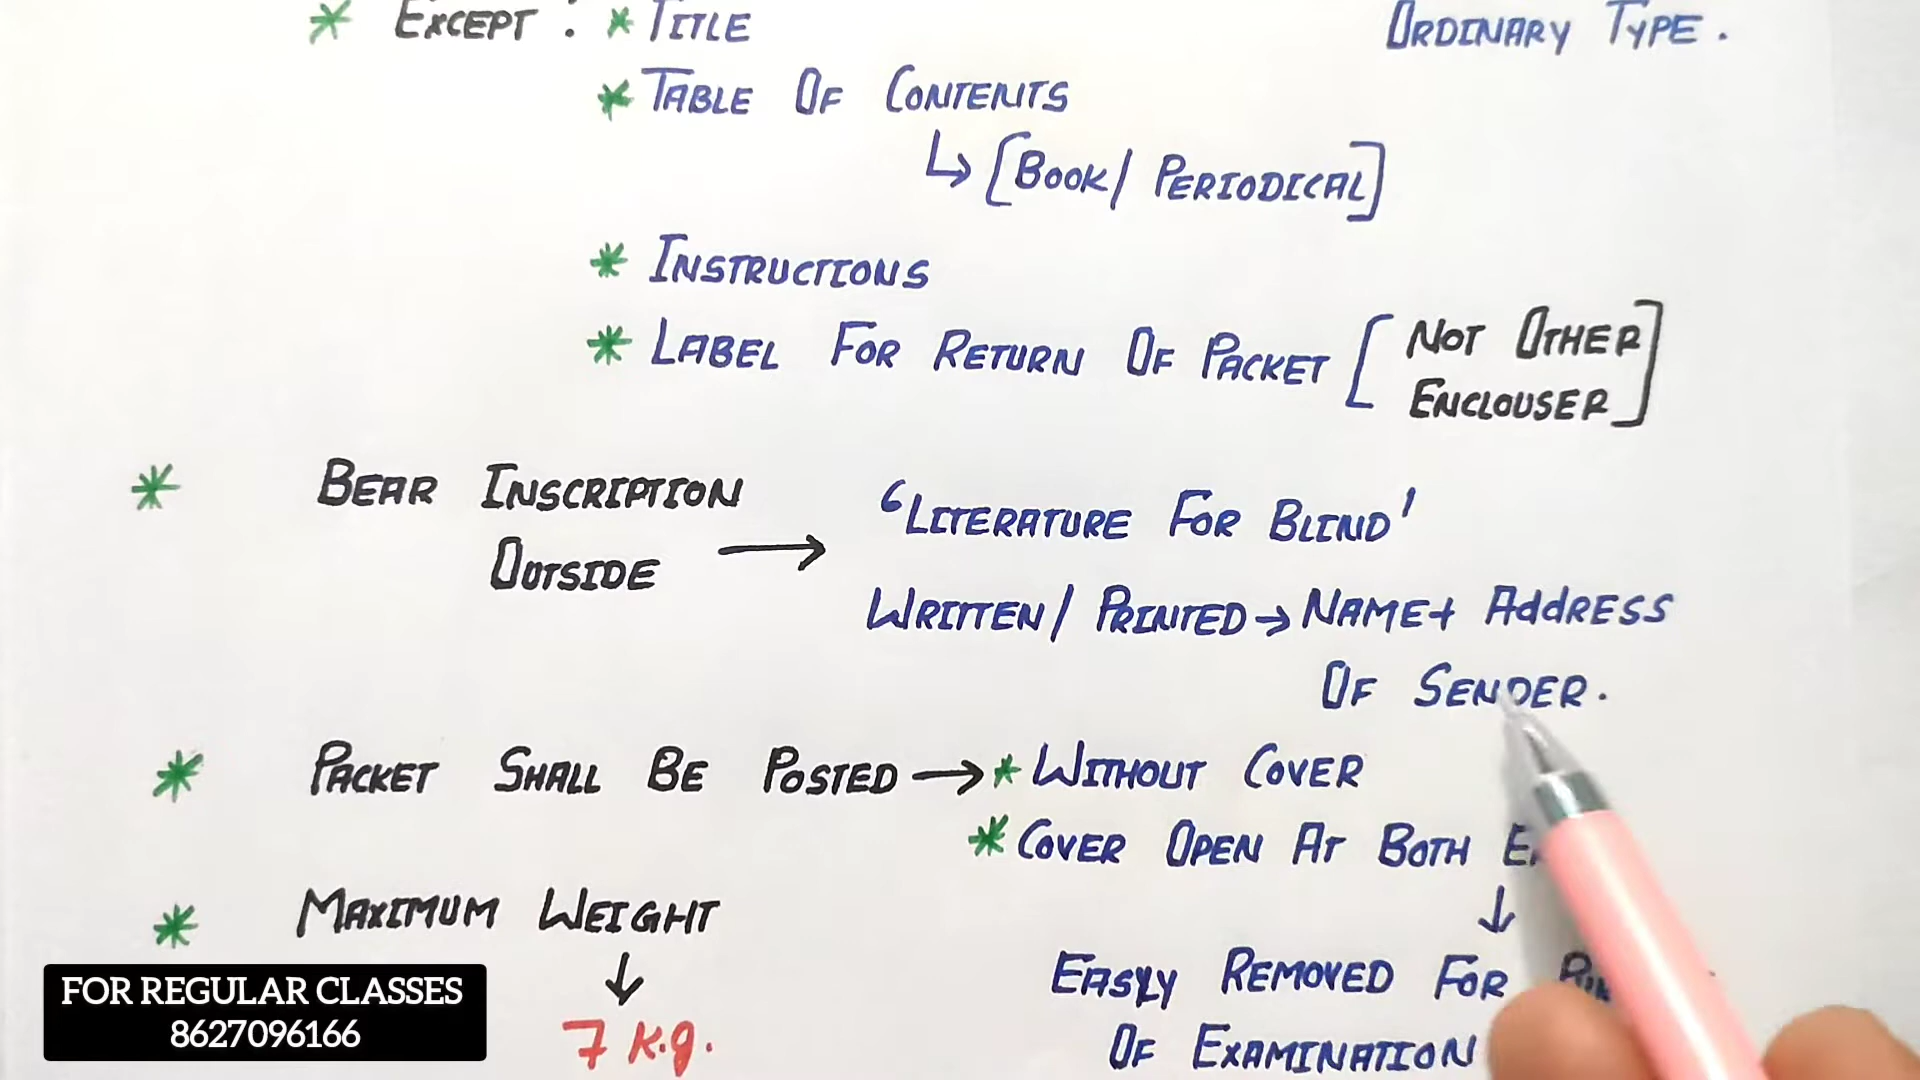 * EXCEPT : * TITLE
ORDINARY TYPE.
* TABLE OF CONTENTS
↳ [BOOK/ PERIODICAL]
* INSTRUCTIONS
* LABEL FOR RETURN OF PACKET [NOT OTHER
ENCLOUSER]
* BEAR INSCRIPTION
OUTSIDE → 'LITERATURE FOR BLIND'
WRITTEN/ PRINTED → NAME+ ADDRESS
OF SENDER.
* PACKET SHALL BE POSTED → * WITHOUT COVER
* COVER OPEN AT BOTH
↓
EASLY REMOVED FOR
OF EXAMINATION
* MAXIMUM WEIGHT
↓
7 K.g.
FOR REGULAR CLASSES
8627096166